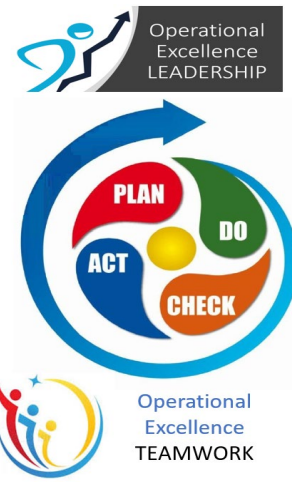 Operational
Excellence
LEADERSHIP
PLAN
DO
ACT
CHECK
Operational
Excellence
TEAMWORK